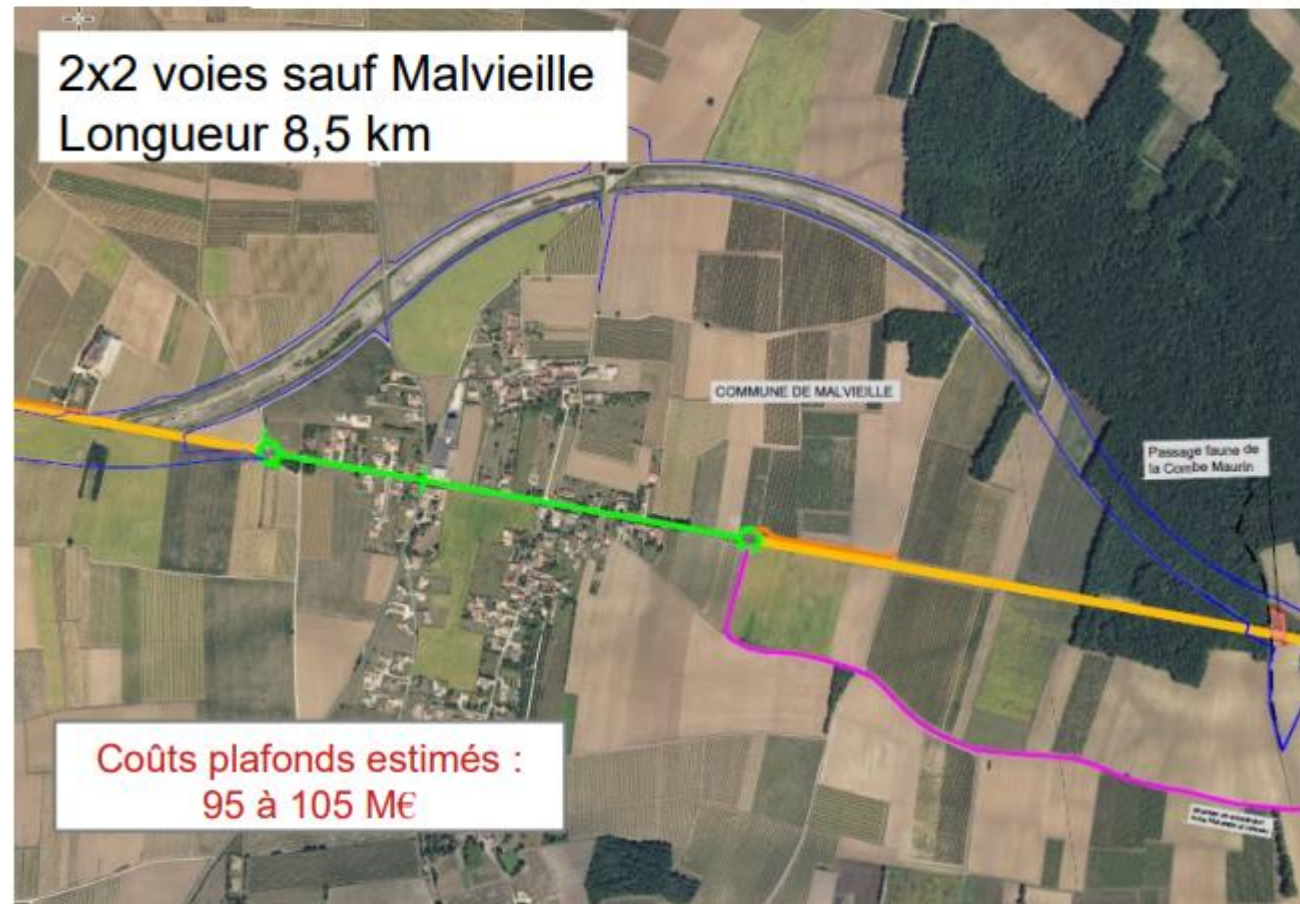 2x2 voies sauf Malvieille
Longueur 8,5 km
COMMUNE DE MALVIEILLE
Passage faune de
la Combe Maurin
Coûts plafonds estimés :
95 à 105 M€